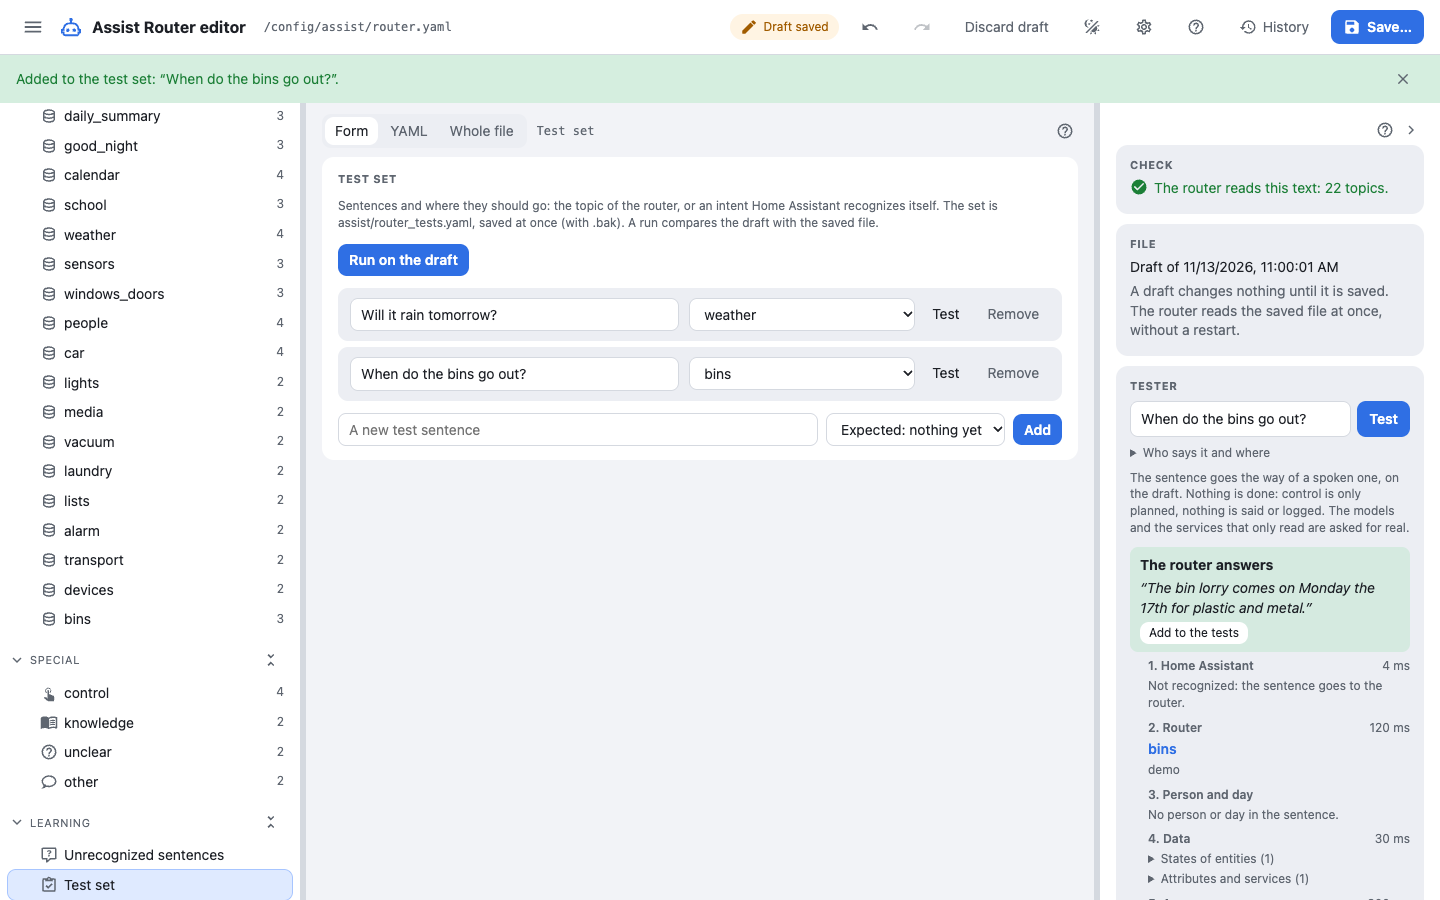 Assist Router editor
/config/assist/router.yaml
Draft saved
Discard draft
History
Save...
Added to the test set: “When do the bins go out?”.
daily_summary 3
good_night 3
calendar 4
school 3
weather 4
sensors 3
windows_doors 3
people 4
car 4
lights 2
media 2
vacuum 2
laundry 2
lists 2
alarm 2
transport 2
devices 2
bins 3
SPECIAL
control 4
knowledge 2
unclear 2
other 2
LEARNING
Unrecognized sentences
Test set
Form YAML Whole file Test set
TEST SET
Sentences and where they should go: the topic of the router, or an intent Home Assistant recognizes itself. The set is
assist/router_tests.yaml, saved at once (with .bak). A run compares the draft with the saved file.
Run on the draft
Will it rain tomorrow? weather Test Remove
When do the bins go out? bins Test Remove
A new test sentence Expected: nothing yet Add
CHECK
The router reads this text: 22 topics.
FILE
Draft of 11/13/2026, 11:00:01 AM
A draft changes nothing until it is saved.
The router reads the saved file at once,
without a restart.
TESTER
When do the bins go out? Test
Who says it and where
The sentence goes the way of a spoken one, on
the draft. Nothing is done: control is only
planned, nothing is said or logged. The models
and the services that only read are asked for real.
The router answers
“The bin lorry comes on Monday the
17th for plastic and metal.”
Add to the tests
1. Home Assistant 4 ms
Not recognized: the sentence goes to the
router.
2. Router 120 ms
bins
demo
3. Person and day
No person or day in the sentence.
4. Data 30 ms
States of entities (1)
Attributes and services (1)